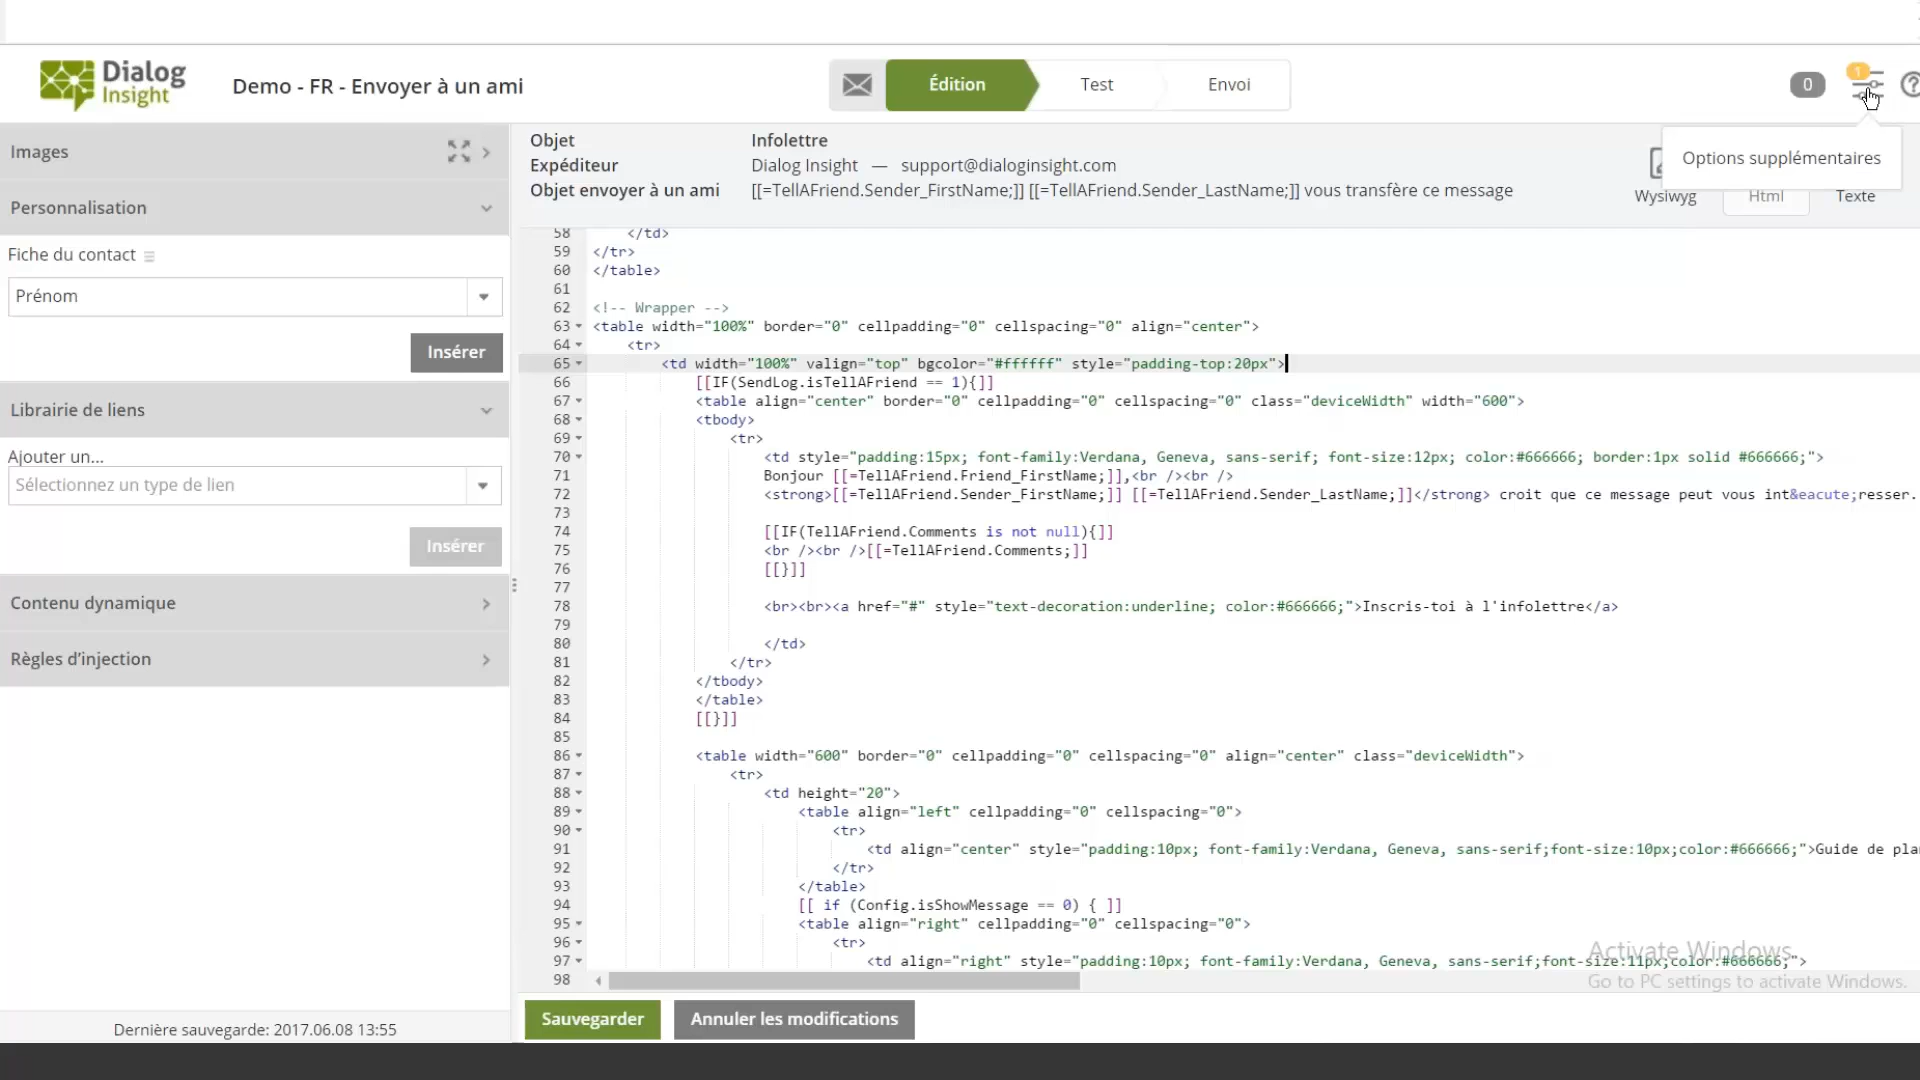 Dialog
Insight
Demo - FR - Envoyer à un ami
Édition
Test
Envoi
0
1
Options supplémentaires
Images
Personnalisation
Fiche du contact
Prénom
Insérer
Librairie de liens
Ajouter un...
Sélectionnez un type de lien
Insérer
Contenu dynamique
Règles d'injection
Dernière sauvegarde: 2017.06.08 13:55
Objet Infolettre
Expéditeur Dialog Insight — support@dialoginsight.com
Objet envoyer à un ami [[=TellAFriend.Sender_FirstName;]] [[=TellAFriend.Sender_LastName;]] vous transfère ce message
Wysiwyg Html Texte
58 </td>
59 </tr>
60 </table>
61
62 <!-- Wrapper -->
63 <table width="100%" border="0" cellpadding="0" cellspacing="0" align="center">
64 <tr>
65 <td width="100%" valign="top" bgcolor="#ffffff" style="padding-top:20px">
66 [[IF(SendLog.isTellAFriend == 1){]]
67 <table align="center" border="0" cellpadding="0" cellspacing="0" class="deviceWidth" width="600">
68 <tbody>
69 <tr>
70 <td style="padding:15px; font-family:Verdana, Geneva, sans-serif; font-size:12px; color:#666666; border:1px solid #666666;">
71 Bonjour [[=TellAFriend.Friend_FirstName;]],<br /><br />
72 <strong>[[=TellAFriend.Sender_FirstName;]] [[=TellAFriend.Sender_LastName;]]</strong> croit que ce message peut vous int&eacute;resser.
73
74 [[IF(TellAFriend.Comments is not null){]]
75 <br /><br />[[=TellAFriend.Comments;]]
76 [[}]]
77
78 <br><br><a href="#" style="text-decoration:underline; color:#666666;">Inscris-toi à l'infolettre</a>
79
80 </td>
81 </tr>
82 </tbody>
83 </table>
84 [[}]]
85
86 <table width="600" border="0" cellpadding="0" cellspacing="0" align="center" class="deviceWidth">
87 <tr>
88 <td height="20">
89 <table align="left" cellpadding="0" cellspacing="0">
90 <tr>
91 <td align="center" style="padding:10px; font-family:Verdana, Geneva, sans-serif;font-size:10px;color:#666666;">Guide de
92 </tr>
93 </table>
94 [[ if (Config.isShowMessage == 0) { ]]
95 <table align="right" cellpadding="0" cellspacing="0">
96 <tr>
97 <td align="right" style="padding:10px; font-family:Verdana, Geneva, sans-serif;font-size:11px;color:#666666;">
98
Activate Windows
Go to PC settings to activate Windows.
Sauvegarder
Annuler les modifications